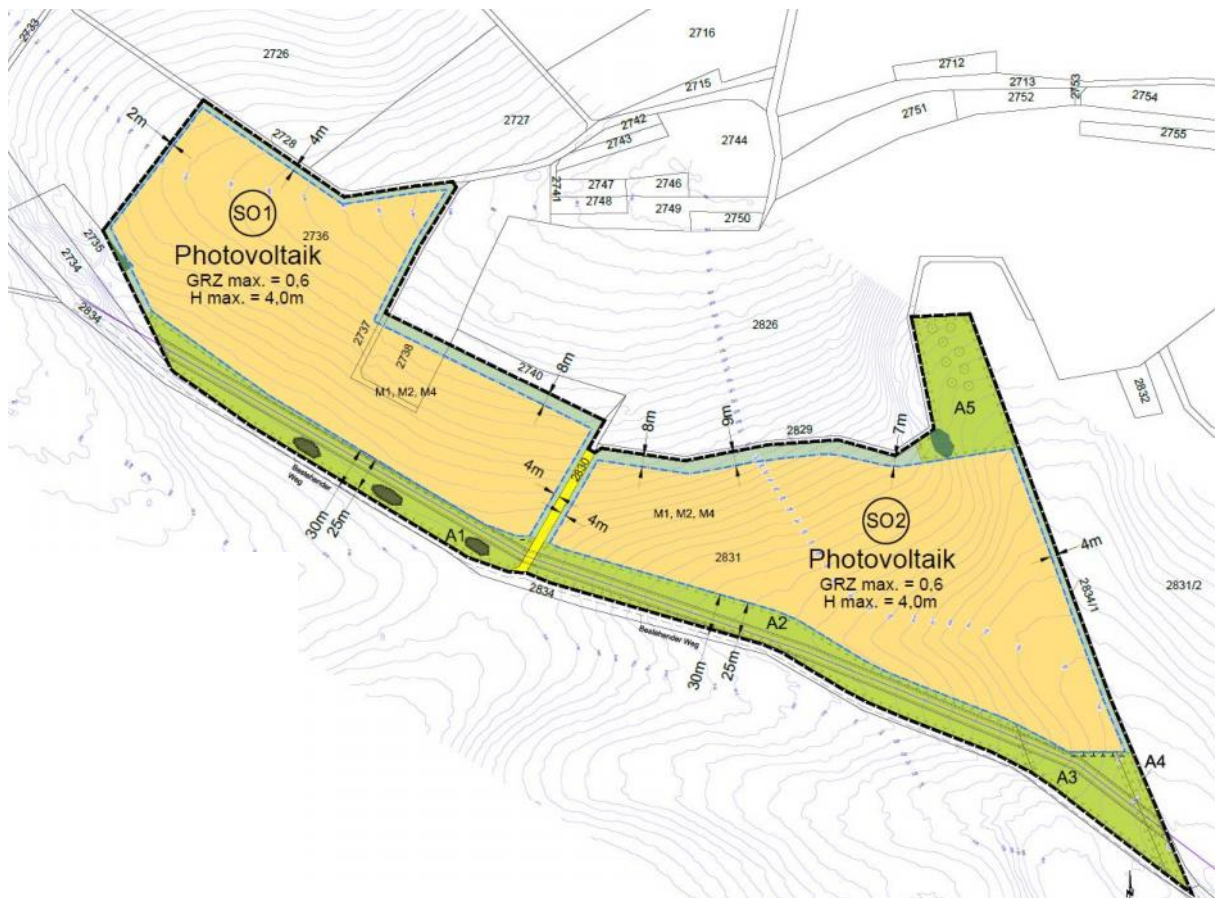 2733
2726
2716
2715
2712
2713
2753
2752
2754
2751
2755
2m
2728
4m
2727
2742
2743
2744
2741
2747
2746
2748
2749
2750
SO1
2736
Photovoltaik
GRZ max. = 0,6
H max. = 4,0m
2735
2734
2834
2737
2738
M1, M2, M4
2740
8m
2826
2832
A5
8m
9m
2829
7m
4m
2830
4m
M1, M2, M4
SO2
2831
Photovoltaik
GRZ max. = 0,6
H max. = 4,0m
4m
2834/1
2831/2
Bestehender
Weg
30m
25m
A1
2834
A2
Bestehender Weg
30m
25m
A3
A4